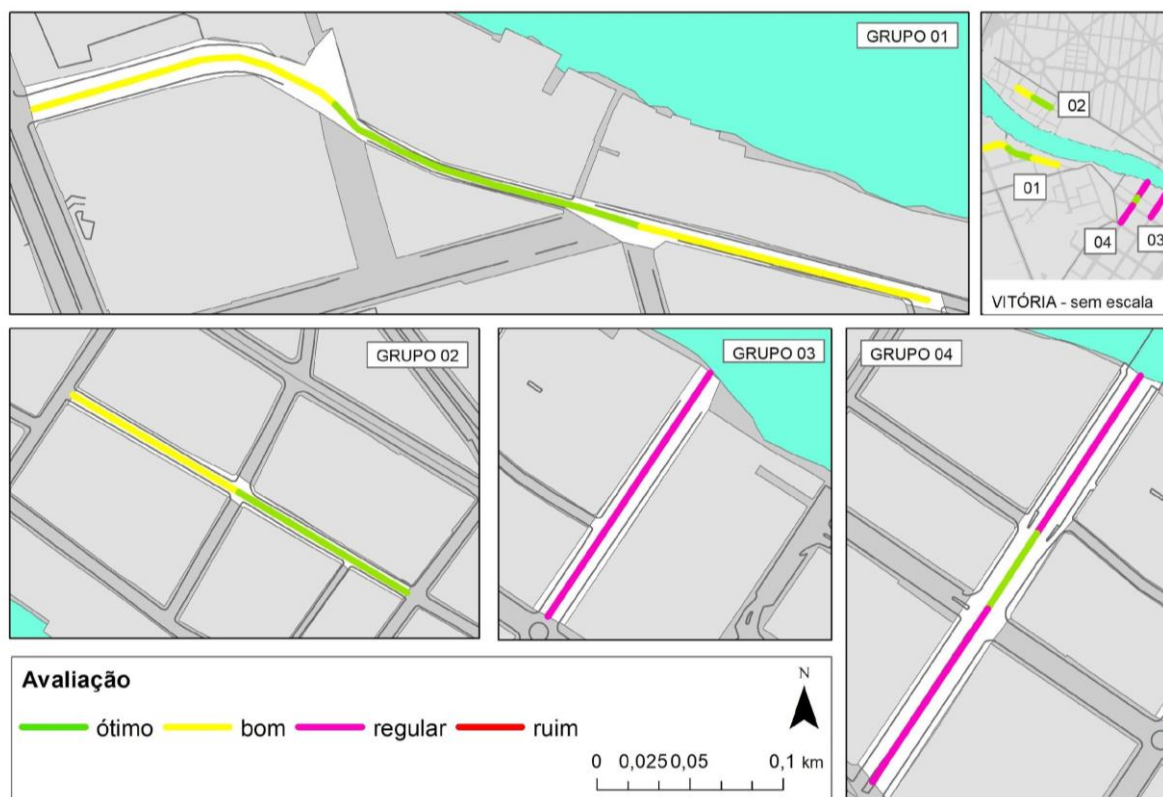 GRUPO 01
02
01
04
03
VITÓRIA - sem escala
GRUPO 02
GRUPO 03
GRUPO 04
Avaliação
ótimo bom regular ruim
N
0 0,025 0,05 0,1 km